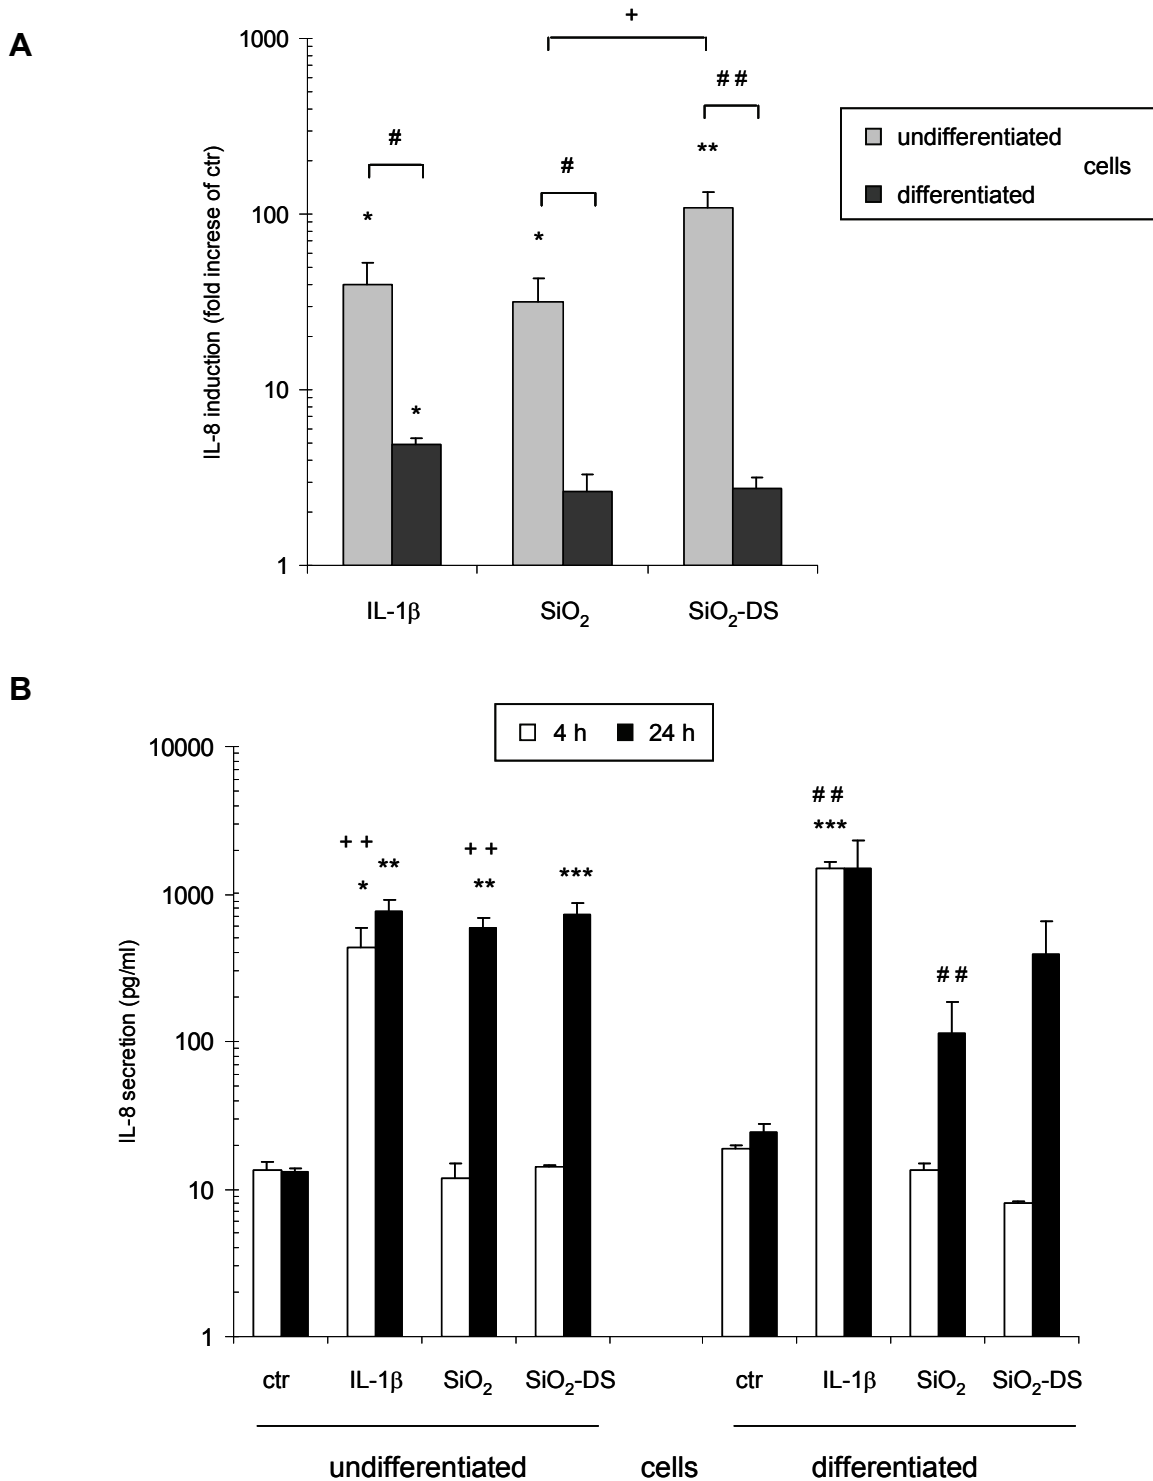 A
+
1000
# #
#
undifferentiated
**
#
cells
differentiated
100
*
*
IL-8 induction (fold increse of ctr)
10
*
1
IL-1β
SiO2
SiO2-DS
B
4 h
24 h
10000
# #
***
+ +
**
*
+ +
**
***
1000
# #
IL-8 secretion (pg/ml)
100
10
1
ctr
IL-1β
SiO2
SiO2-DS
ctr
IL-1β
SiO2
SiO2-DS
undifferentiated
cells
differentiated